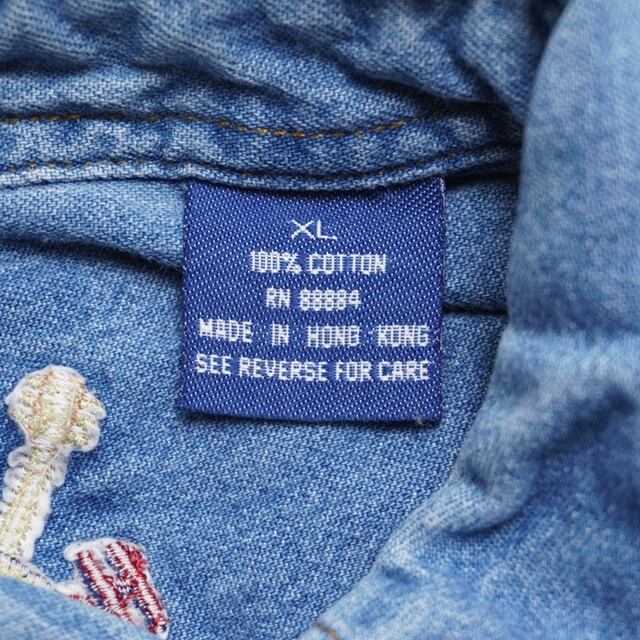 XL
100% COTTON
RN 88884
MADE IN HONG KONG
SEE REVERSE FOR CARE